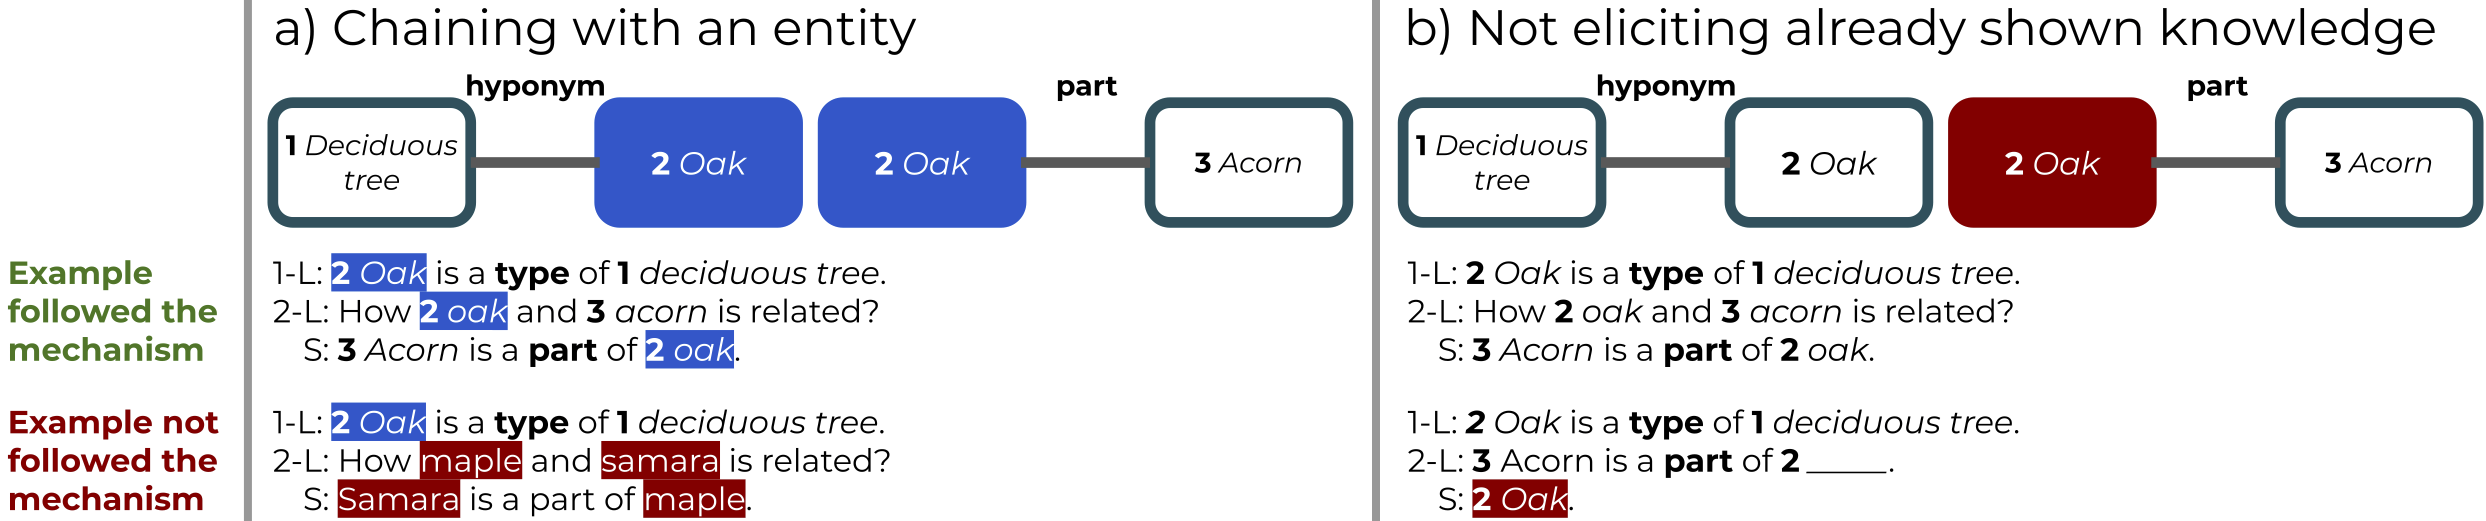 a) Chaining with an entity
hyponym
part
1 Deciduous
tree
2 Oak
2 Oak
3 Acorn
Example
followed the
mechanism
1-L: 2 Oak is a type of 1 deciduous tree.
2-L: How 2 oak and 3 acorn is related?
S: 3 Acorn is a part of 2 oak.
Example not
followed the
mechanism
1-L: 2 Oak is a type of 1 deciduous tree.
2-L: How maple and samara is related?
S: Samara is a part of maple.
b) Not eliciting already shown knowledge
hyponym
part
1 Deciduous
tree
2 Oak
2 Oak
3 Acorn
1-L: 2 Oak is a type of 1 deciduous tree.
2-L: How 2 oak and 3 acorn is related?
S: 3 Acorn is a part of 2 oak.
1-L: 2 Oak is a type of 1 deciduous tree.
2-L: 3 Acorn is a part of 2 _____.
S: 2 Oak.